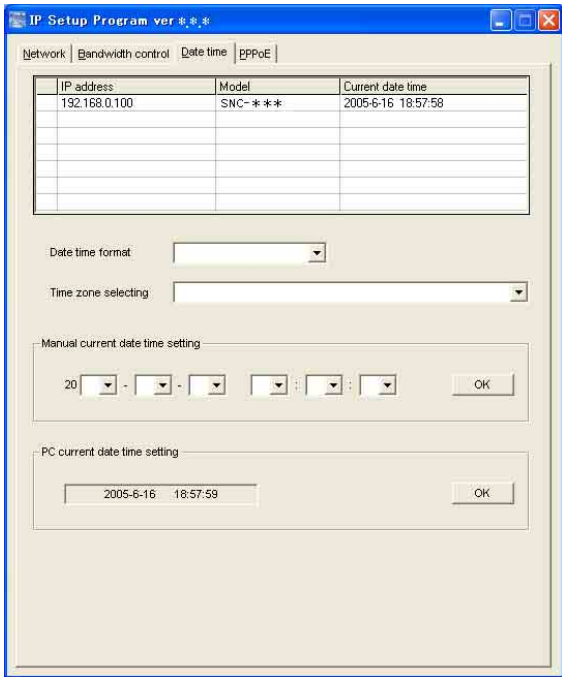 IP Setup Program ver *.*.*
Network Bandwidth control Date time PPPoE
IP address Model Current date time
192.168.0.100 SNC-*** 2005-6-16 18:57:58
Date time format
Time zone selecting
Manual current date time setting
20 - - : : OK
PC current date time setting
2005-6-16 18:57:59 OK